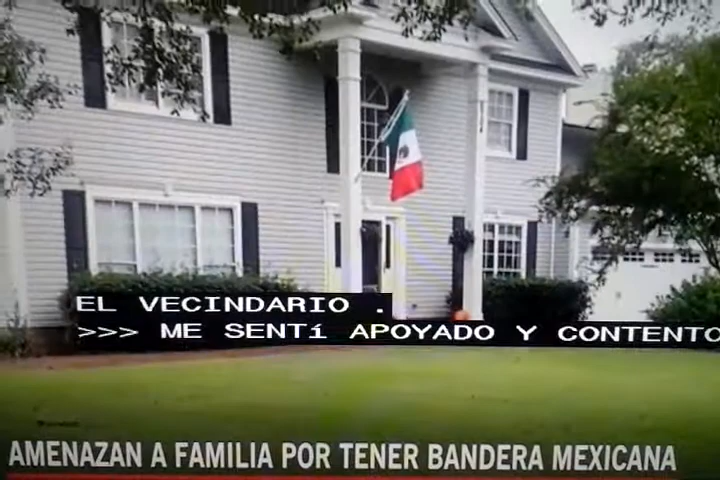 EL VECINDARIO .
>>> ME SENTí APOYADO Y CONTENTO
AMENAZAN A FAMILIA POR TENER BANDERA MEXICANA